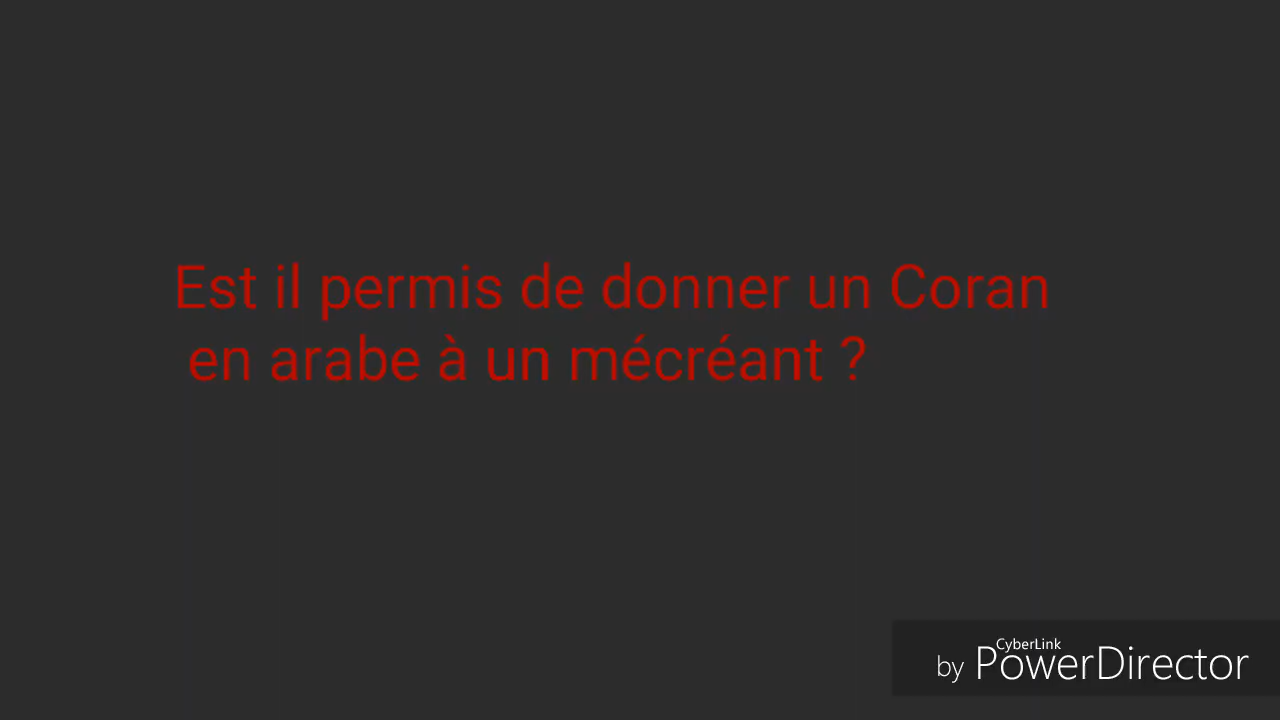 Est il permis de donner un Coran
en arabe à un mécréant ?
CyberLink
by PowerDirector